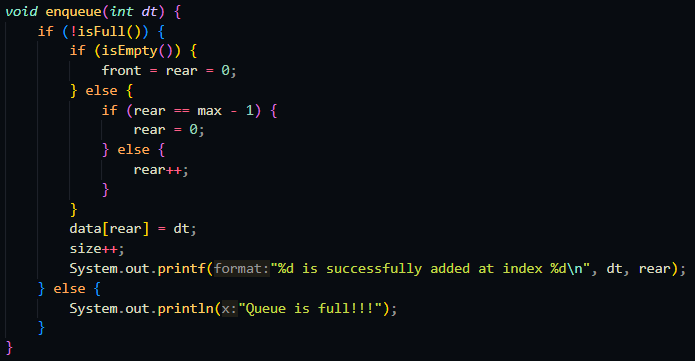 void enqueue(int dt) {
    if (!isFull()) {
        if (isEmpty()) {
            front = rear = 0;
        } else {
            if (rear == max - 1) {
                rear = 0;
            } else {
                rear++;
            }
        }
        data[rear] = dt;
        size++;
        System.out.printf(format:"%d is successfully added at index %d\n", dt, rear);
    } else {
        System.out.println(x:"Queue is full!!!");
    }
}